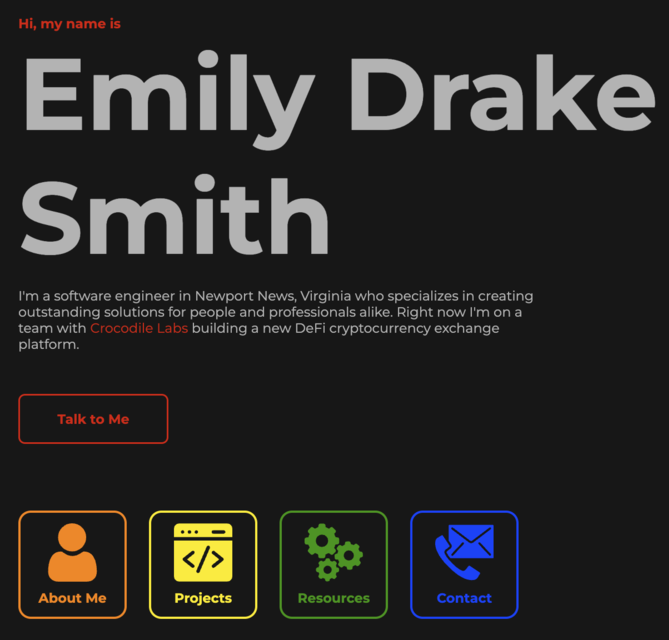 Hi, my name is
Emily Drake
Smith
I'm a software engineer in Newport News, Virginia who specializes in creating
outstanding solutions for people and professionals alike. Right now I'm on a
team with Crocodile Labs building a new DeFi cryptocurrency exchange
platform.
Talk to Me
About Me
Projects
Resources
Contact